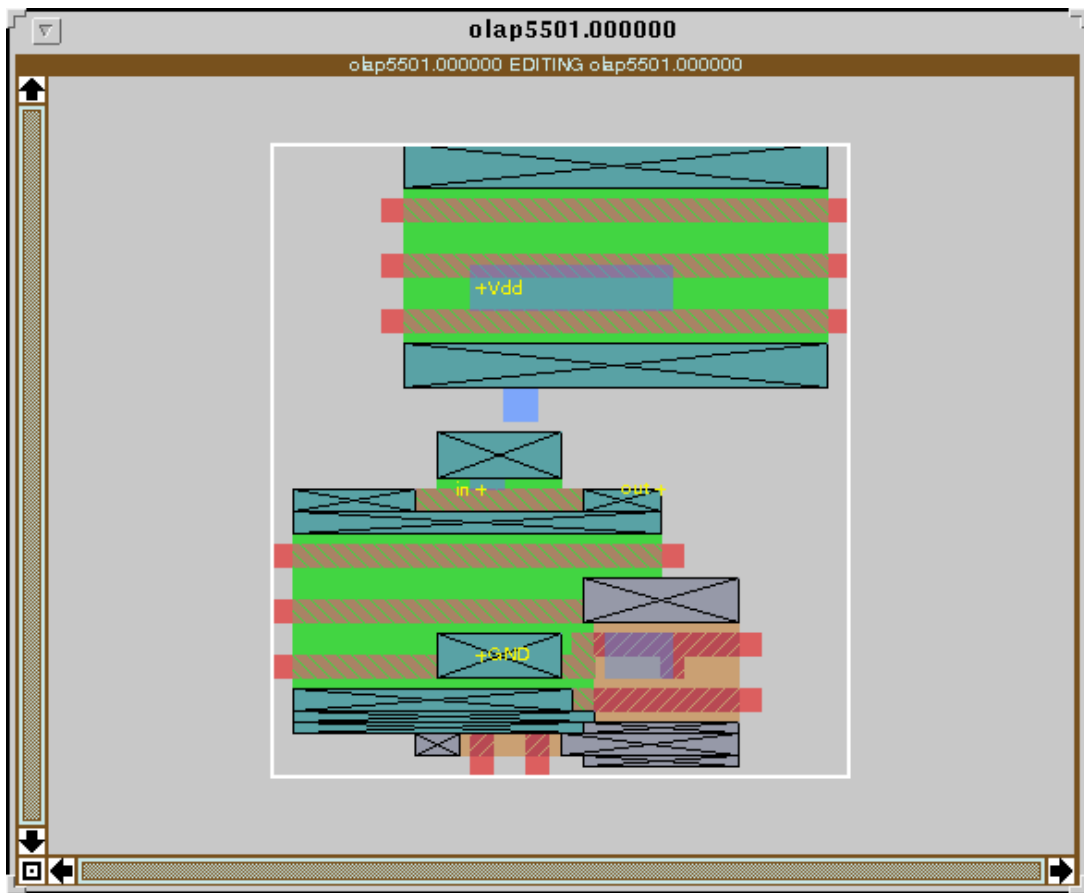 olap5501.000000
olap5501.000000 EDITING olap5501.000000
+Vdd
in +
out +
+GND